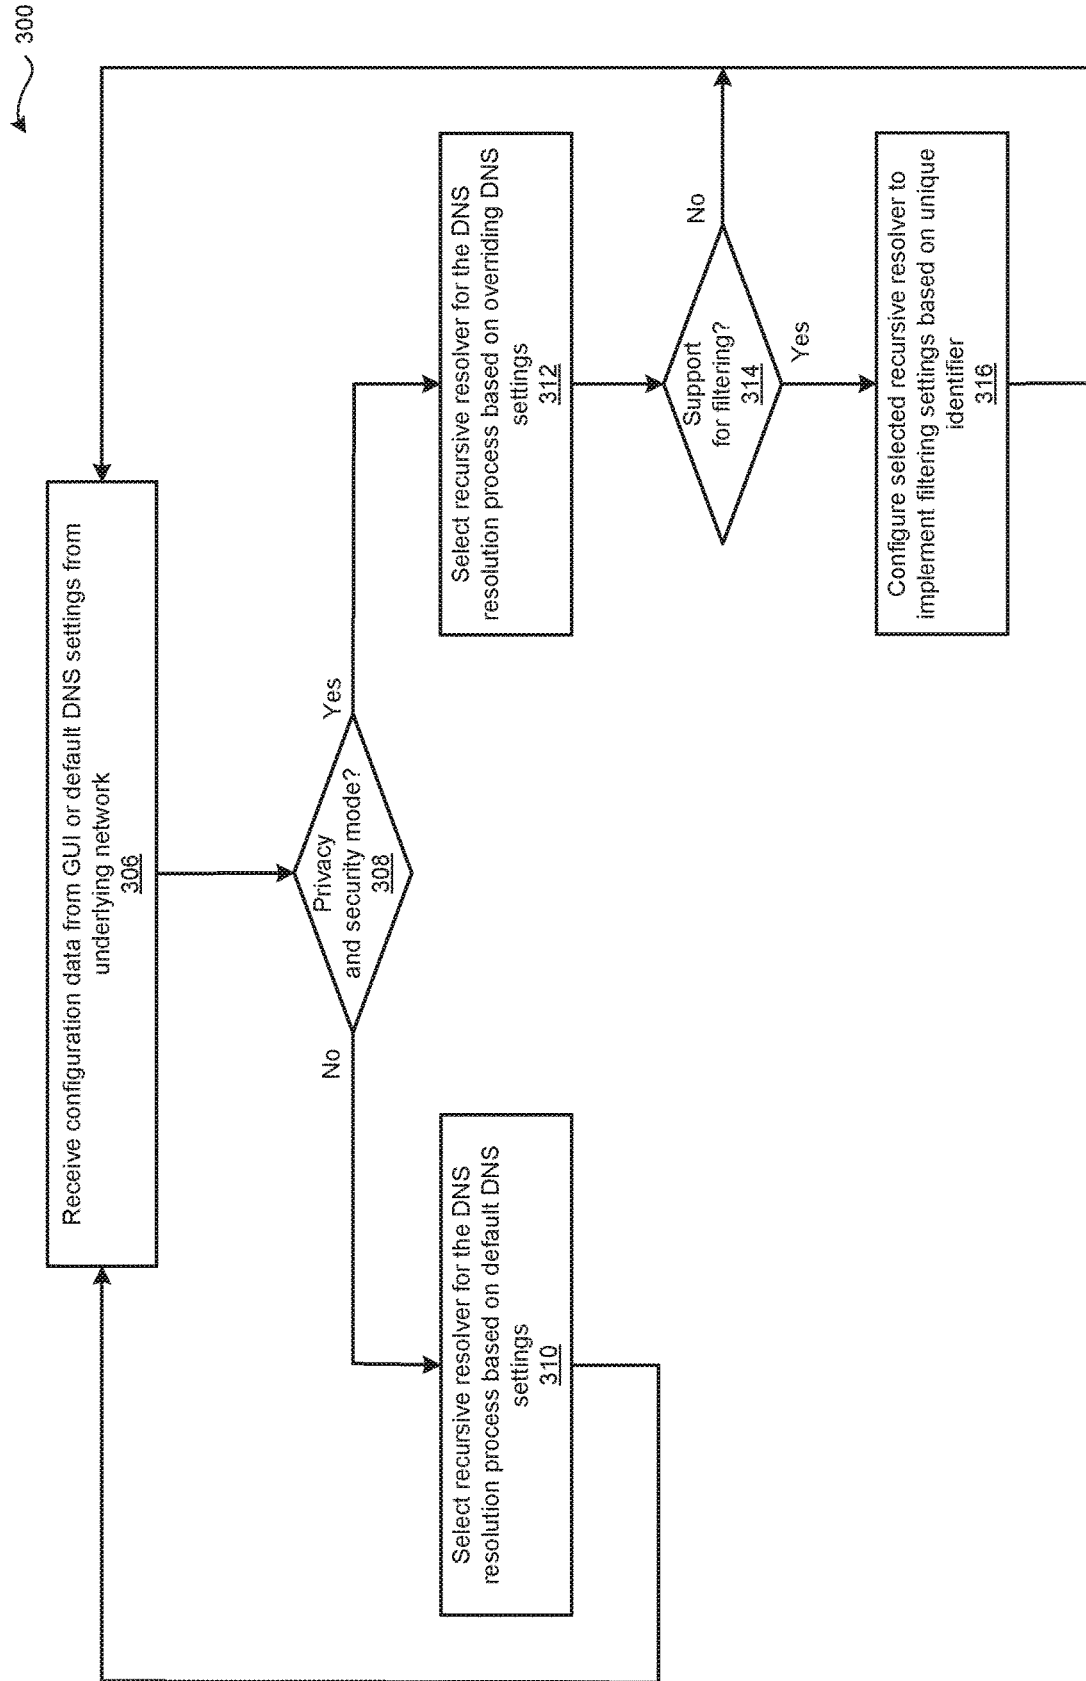 300
Receive configuration data from GUI or default DNS settings from
underlying network
306
Privacy
and security mode?
308
No
Yes
Select recursive resolver for the DNS
resolution process based on default DNS
settings
310
Select recursive resolver for the DNS
resolution process based on overriding DNS
settings
312
Support
for filtering?
314
No
Yes
Configure selected recursive resolver to
implement filtering settings based on unique
identifier
316